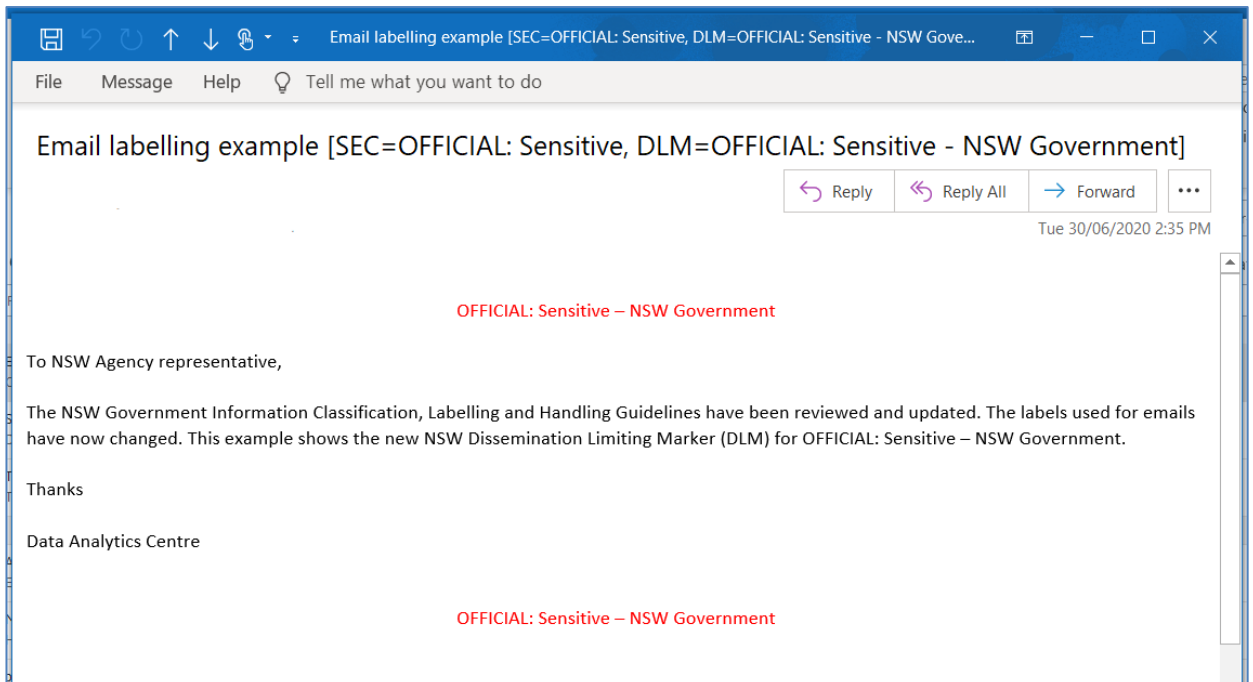 Email labelling example [SEC=OFFICIAL: Sensitive, DLM=OFFICIAL: Sensitive - NSW Gove...
File Message Help Tell me what you want to do
Email labelling example [SEC=OFFICIAL: Sensitive, DLM=OFFICIAL: Sensitive - NSW Government]
Reply Reply All Forward
Tue 30/06/2020 2:35 PM
OFFICIAL: Sensitive – NSW Government
To NSW Agency representative,
The NSW Government Information Classification, Labelling and Handling Guidelines have been reviewed and updated. The labels used for emails
have now changed. This example shows the new NSW Dissemination Limiting Marker (DLM) for OFFICIAL: Sensitive – NSW Government.
Thanks
Data Analytics Centre
OFFICIAL: Sensitive – NSW Government